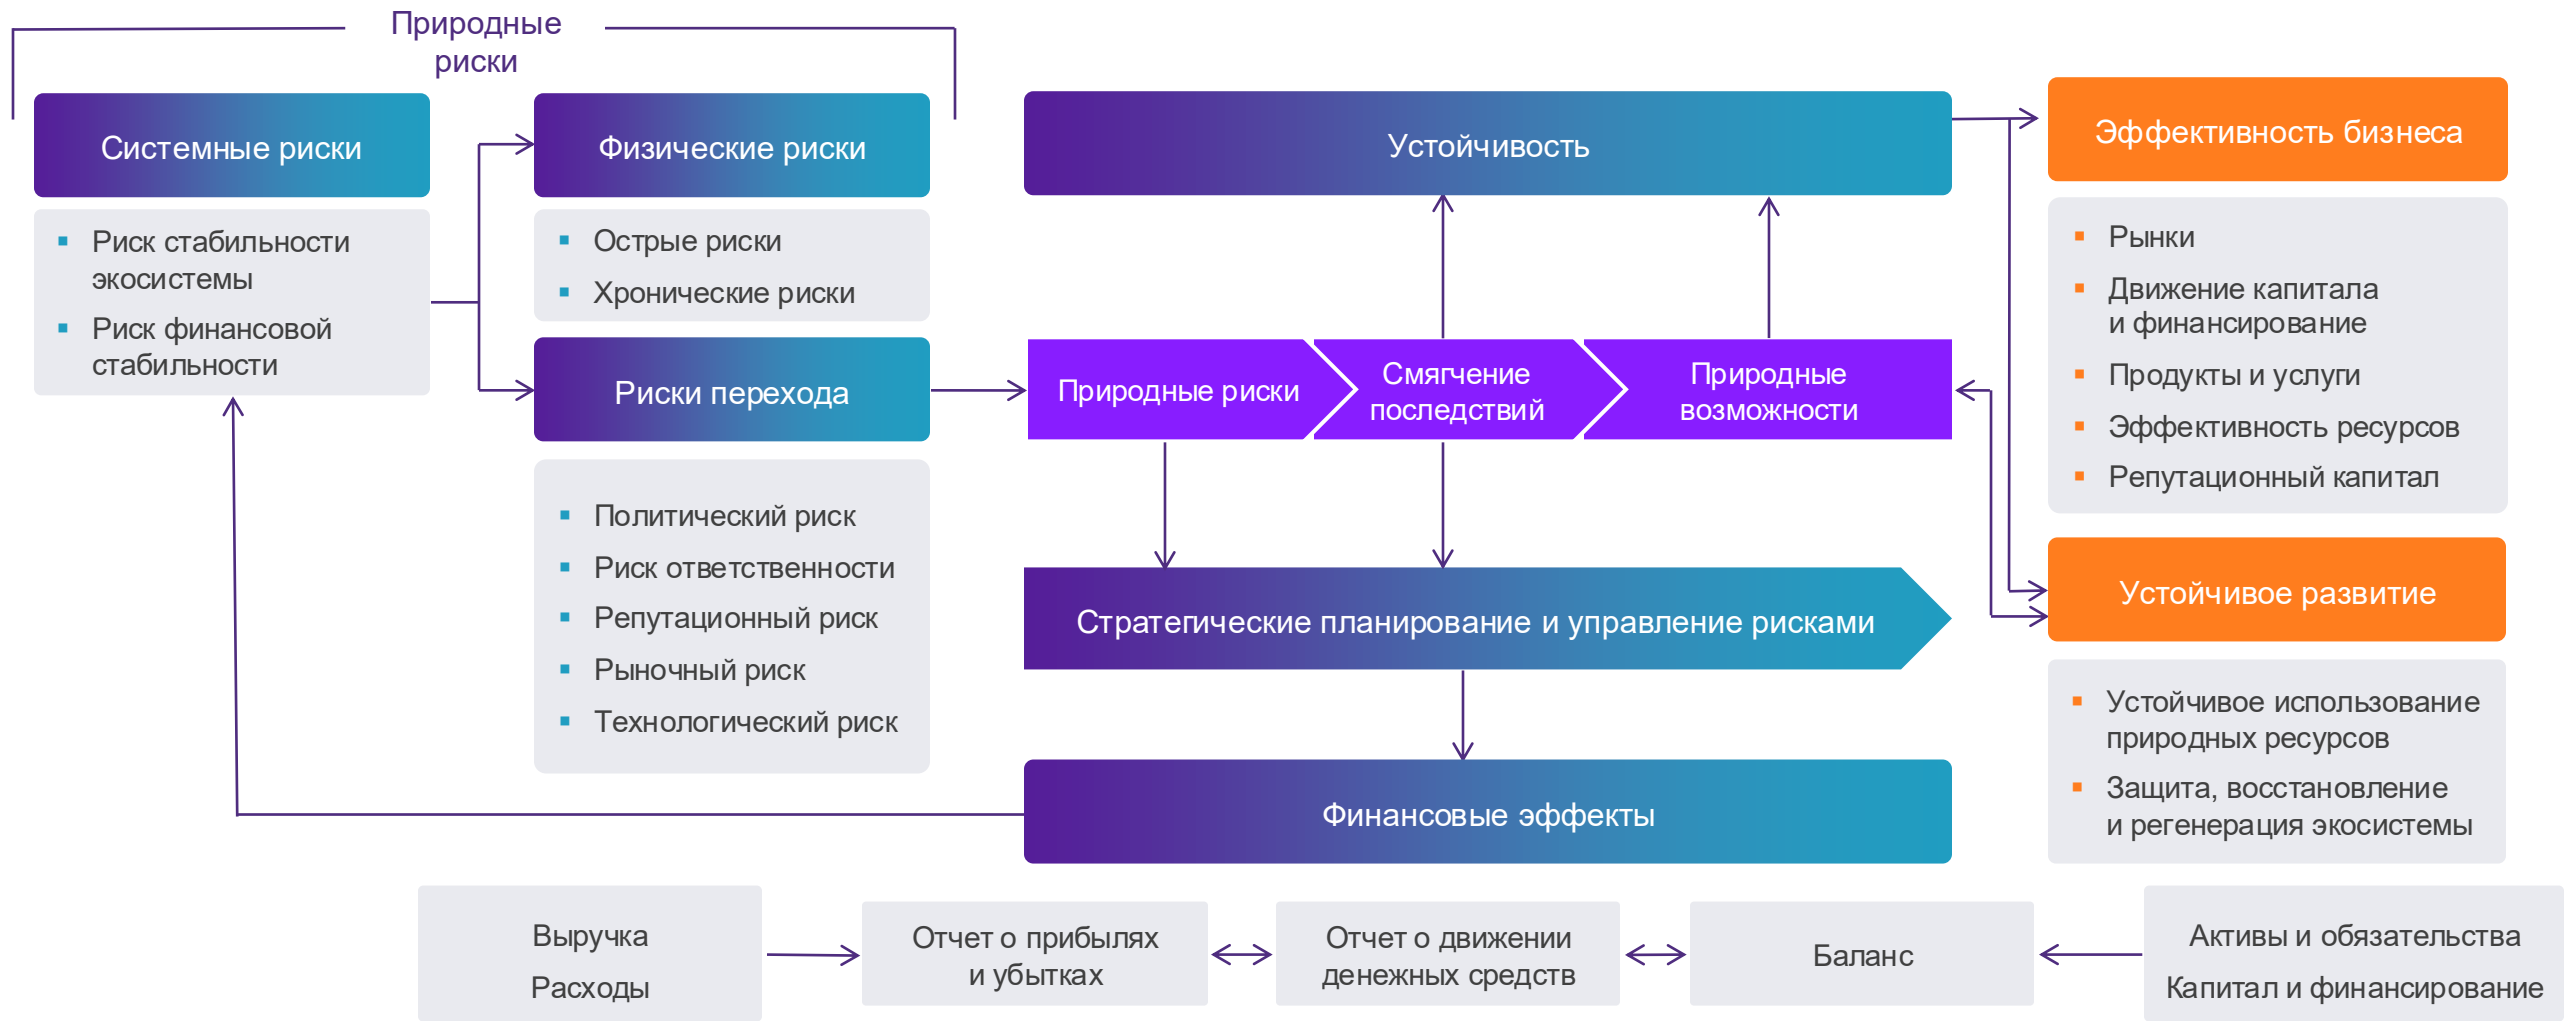 Природные
риски
Системные риски
Риск стабильности
экосистемы
Риск финансовой
стабильности
Физические риски
Острые риски
Хронические риски
Риски перехода
Политический риск
Риск ответственности
Репутационный риск
Рыночный риск
Технологический риск
Устойчивость
Природные риски
Смягчение
последствий
Природные
возможности
Стратегические планирование и управление рисками
Финансовые эффекты
Эффективность бизнеса
Рынки
Движение капитала
и финансирование
Продукты и услуги
Эффективность ресурсов
Репутационный капитал
Устойчивое развитие
Устойчивое использование
природных ресурсов
Защита, восстановление
и регенерация экосистемы
Выручка
Расходы
Отчет о прибылях
и убытках
Отчет о движении
денежных средств
Баланс
Активы и обязательства
Капитал и финансирование